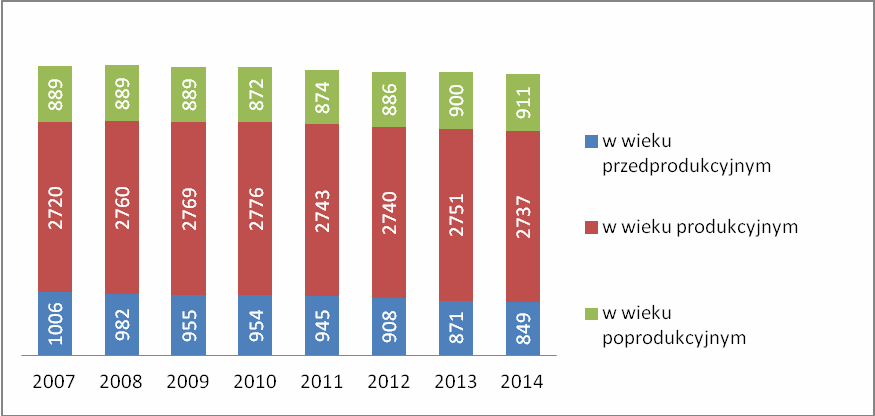 889 889 889 872 874 886 900 911
2720 2760 2769 2776 2743 2740 2751 2737
1006 982 955 954 945 908 871 849
2007 2008 2009 2010 2011 2012 2013 2014
w wieku
przedprodukcyjnym
w wieku produkcyjnym
w wieku
poprodukcyjnym